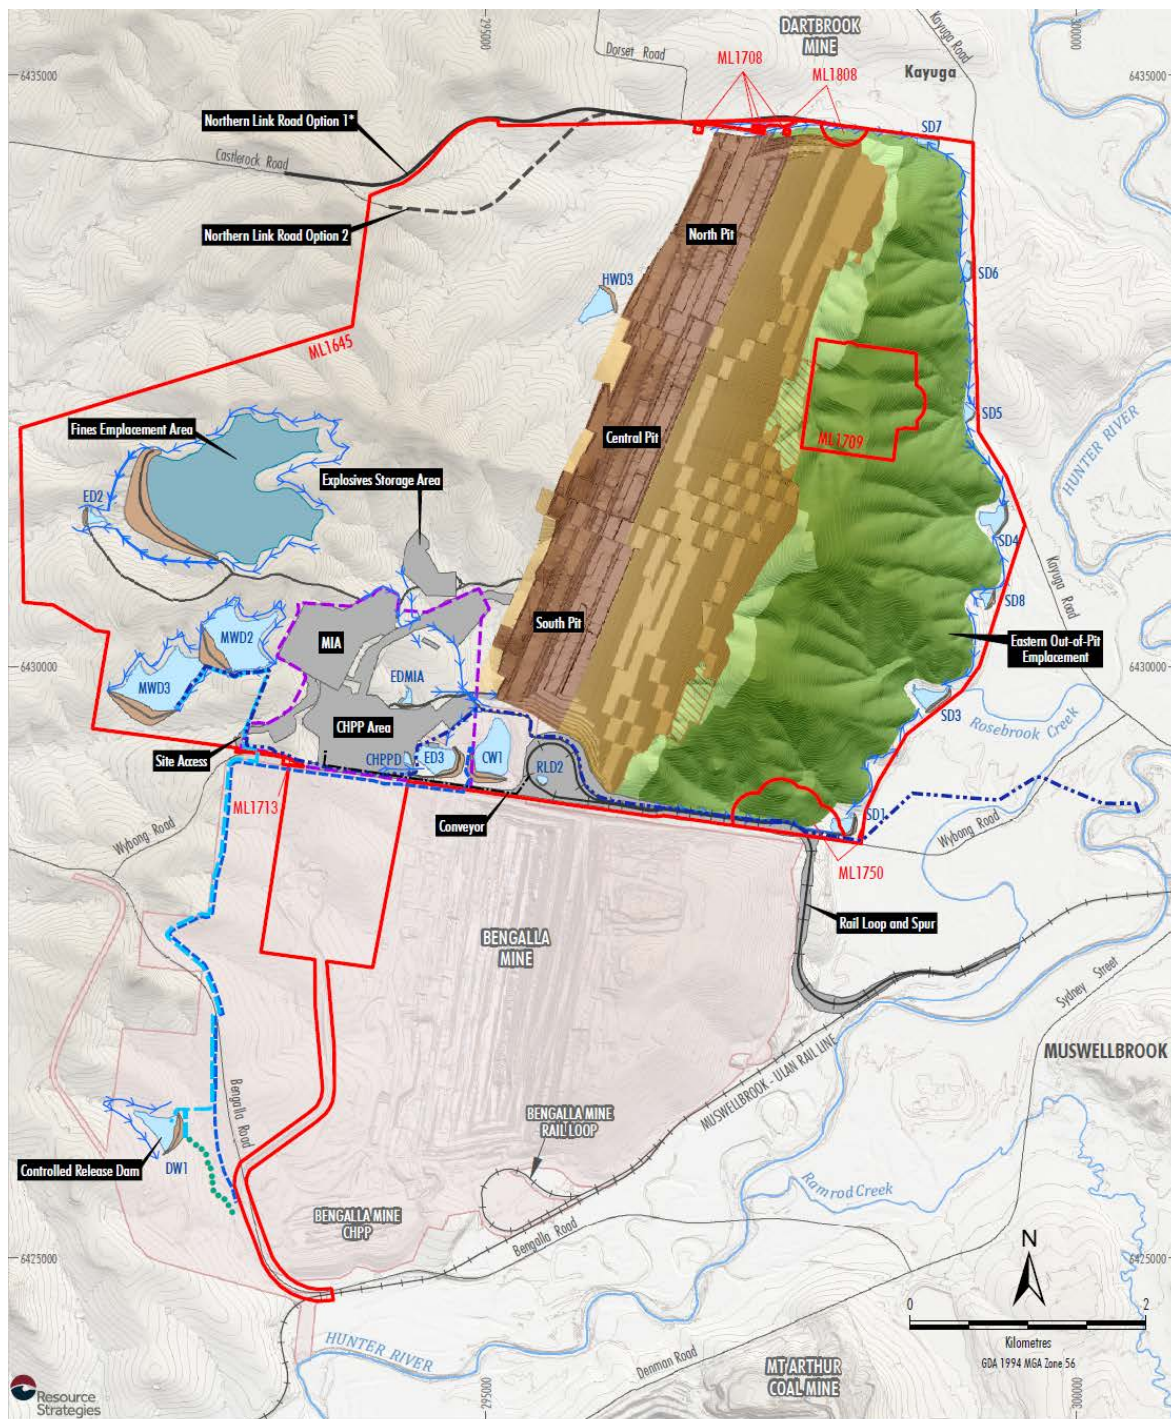 295000
300000
DARTBROOK
MINE
Dorset Road
Kayuga Road
ML1708
ML1808
Kayuga
6435000
6435000
Northern Link Road Option 1*
SD7
Castlerock Road
Northern Link Road Option 2
North Pit
HWD3
SD6
ML1645
SD5
HUNTER RIVER
Fines Emplacement Area
Central Pit
ML1709
Explosives Storage Area
ED2
SD4
Kayuga Road
SD8
South Pit
MWD2
MIA
Eastern Out-of-Pit
Emplacement
6430000
6430000
MWD3
EDMIA
SD3
Rosebrook Creek
CHPP Area
Site Access
CHPPD
ED3
CW1
RLD2
ML1713
Conveyor
SD1
Wybong Road
Wybong Road
ML1750
Rail Loop and Spur
BENGALLA
MINE
Sydney Street
MUSWELLBROOK
MUSWELLBROOK - ULAN RAIL LINE
Bengalla Road
BENGALLA MINE
RAIL LOOP
Controlled Release Dam
DW1
Ramrod Creek
BENGALLA MINE
CHPP
Bengalla Road
6425000
6425000
N
0
2
Kilometres
GDA 1994 MGA Zone 56
HUNTER RIVER
Denman Road
MT ARTHUR
COAL MINE
Resource
Strategies
295000
300000